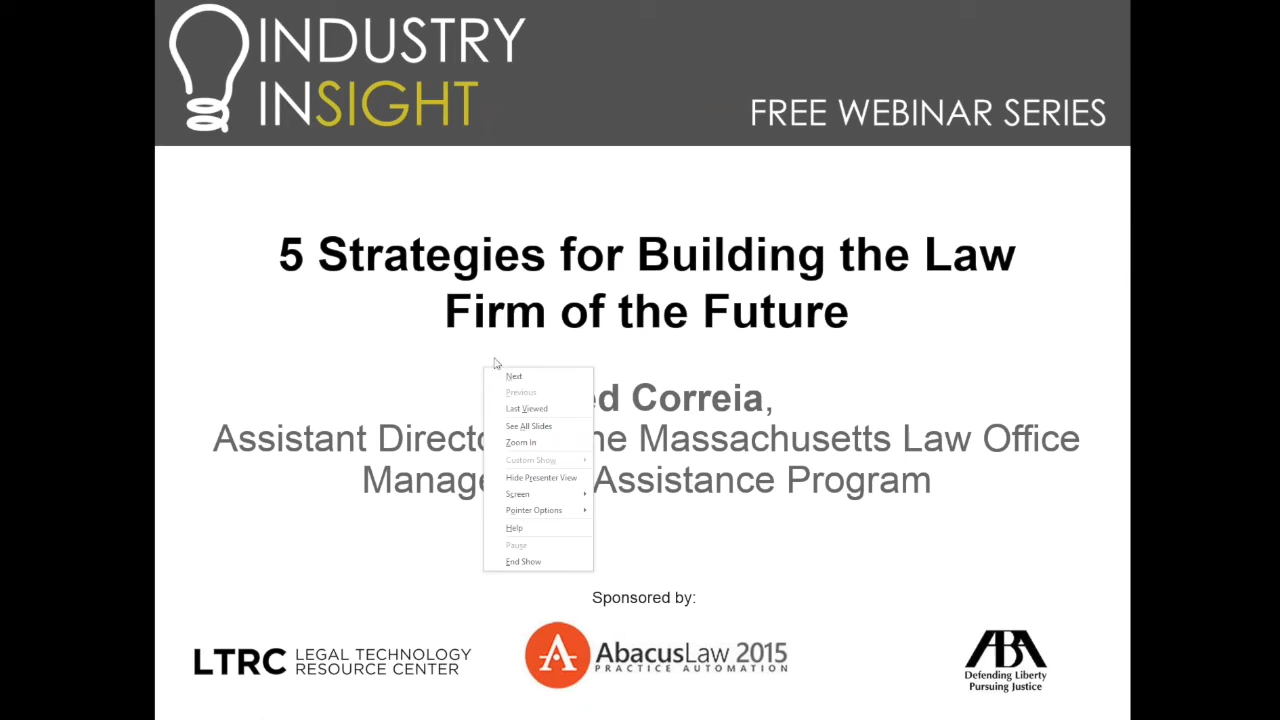 INDUSTRY
INSIGHT
FREE WEBINAR SERIES
5 Strategies for Building the Law
Firm of the Future
ed Correia,
Assistant Directo he Massachusetts Law Office
Manage Assistance Program
Next
Previous
Last Viewed
See All Slides
Zoom In
Custom Show
Hide Presenter View
Screen
Pointer Options
Help
Pause
End Show
Sponsored by:
LTRC LEGAL TECHNOLOGY
RESOURCE CENTER
AbacusLaw 2015
PRACTICE AUTOMATION
ABA
Defending Liberty
Pursuing Justice